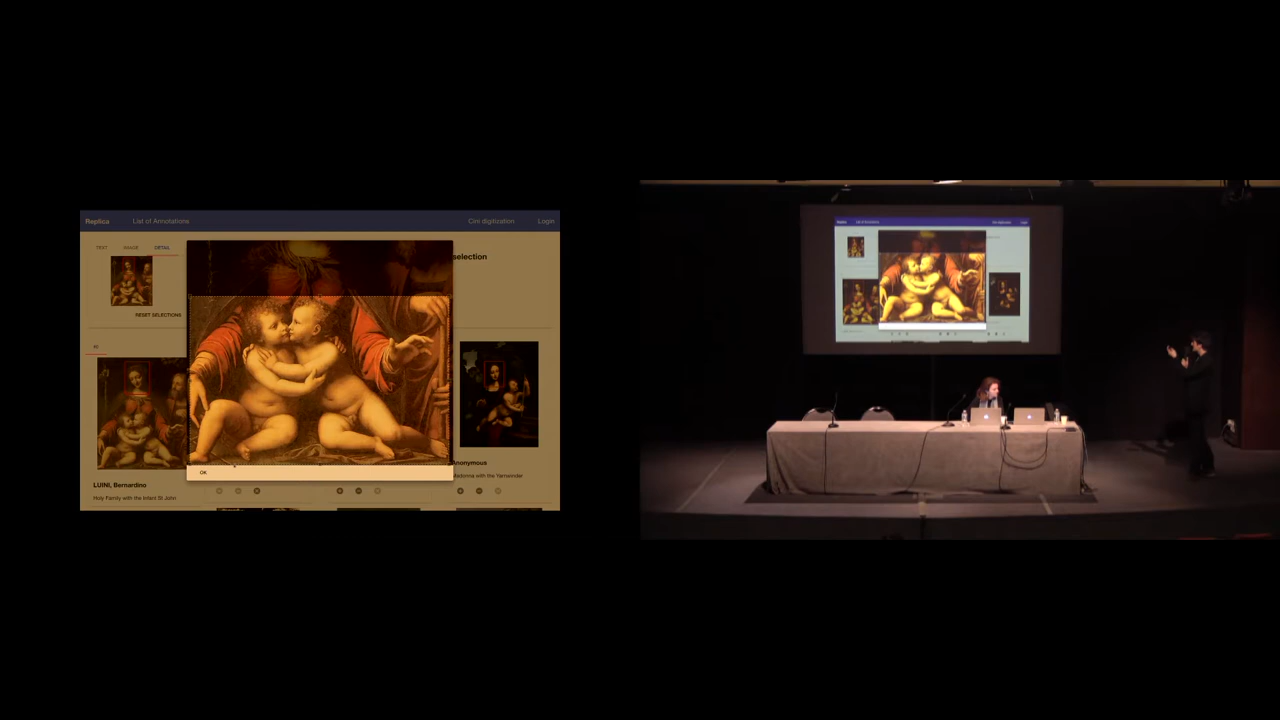 Replica List of Annotations Cini digitization Login
TEXT IMAGE DETAIL
selection
RESET SELECTIONS
LUINI, Bernardino
Holy Family with the Infant St John
OK
Anonymous
Madonna with the Yarnwinder